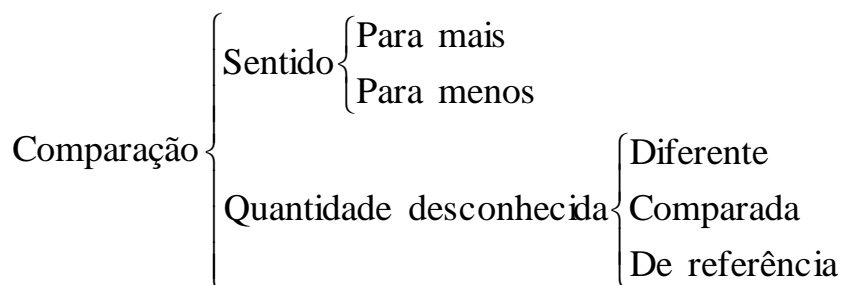 Comparação
Sentido
Para mais
Para menos
Quantidade desconhecida
Diferente
Comparada
De referência